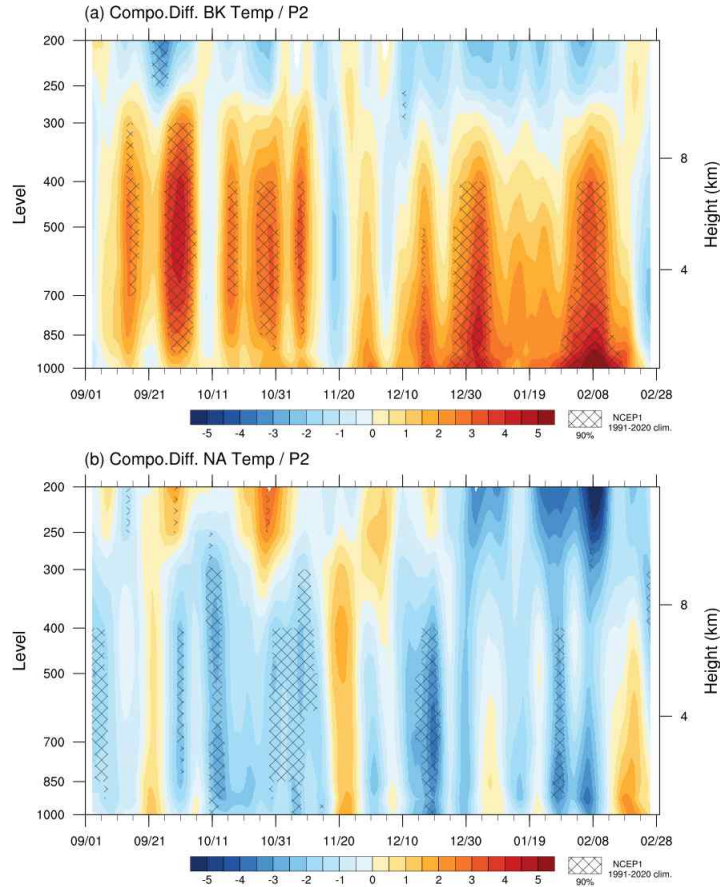 (a) Compo.Diff. BK Temp / P2
200
250
300
400
500
700
850
1000
Level
8
4
Height (km)
09/01 09/21 10/11 10/31 11/20 12/10 12/30 01/19 02/08 02/28
-5 -4 -3 -2 -1 0 1 2 3 4 5
90%
NCEP1
1991-2020 clim.
(b) Compo.Diff. NA Temp / P2
200
250
300
400
500
700
850
1000
Level
8
4
Height (km)
09/01 09/21 10/11 10/31 11/20 12/10 12/30 01/19 02/08 02/28
-5 -4 -3 -2 -1 0 1 2 3 4 5
90%
NCEP1
1991-2020 clim.